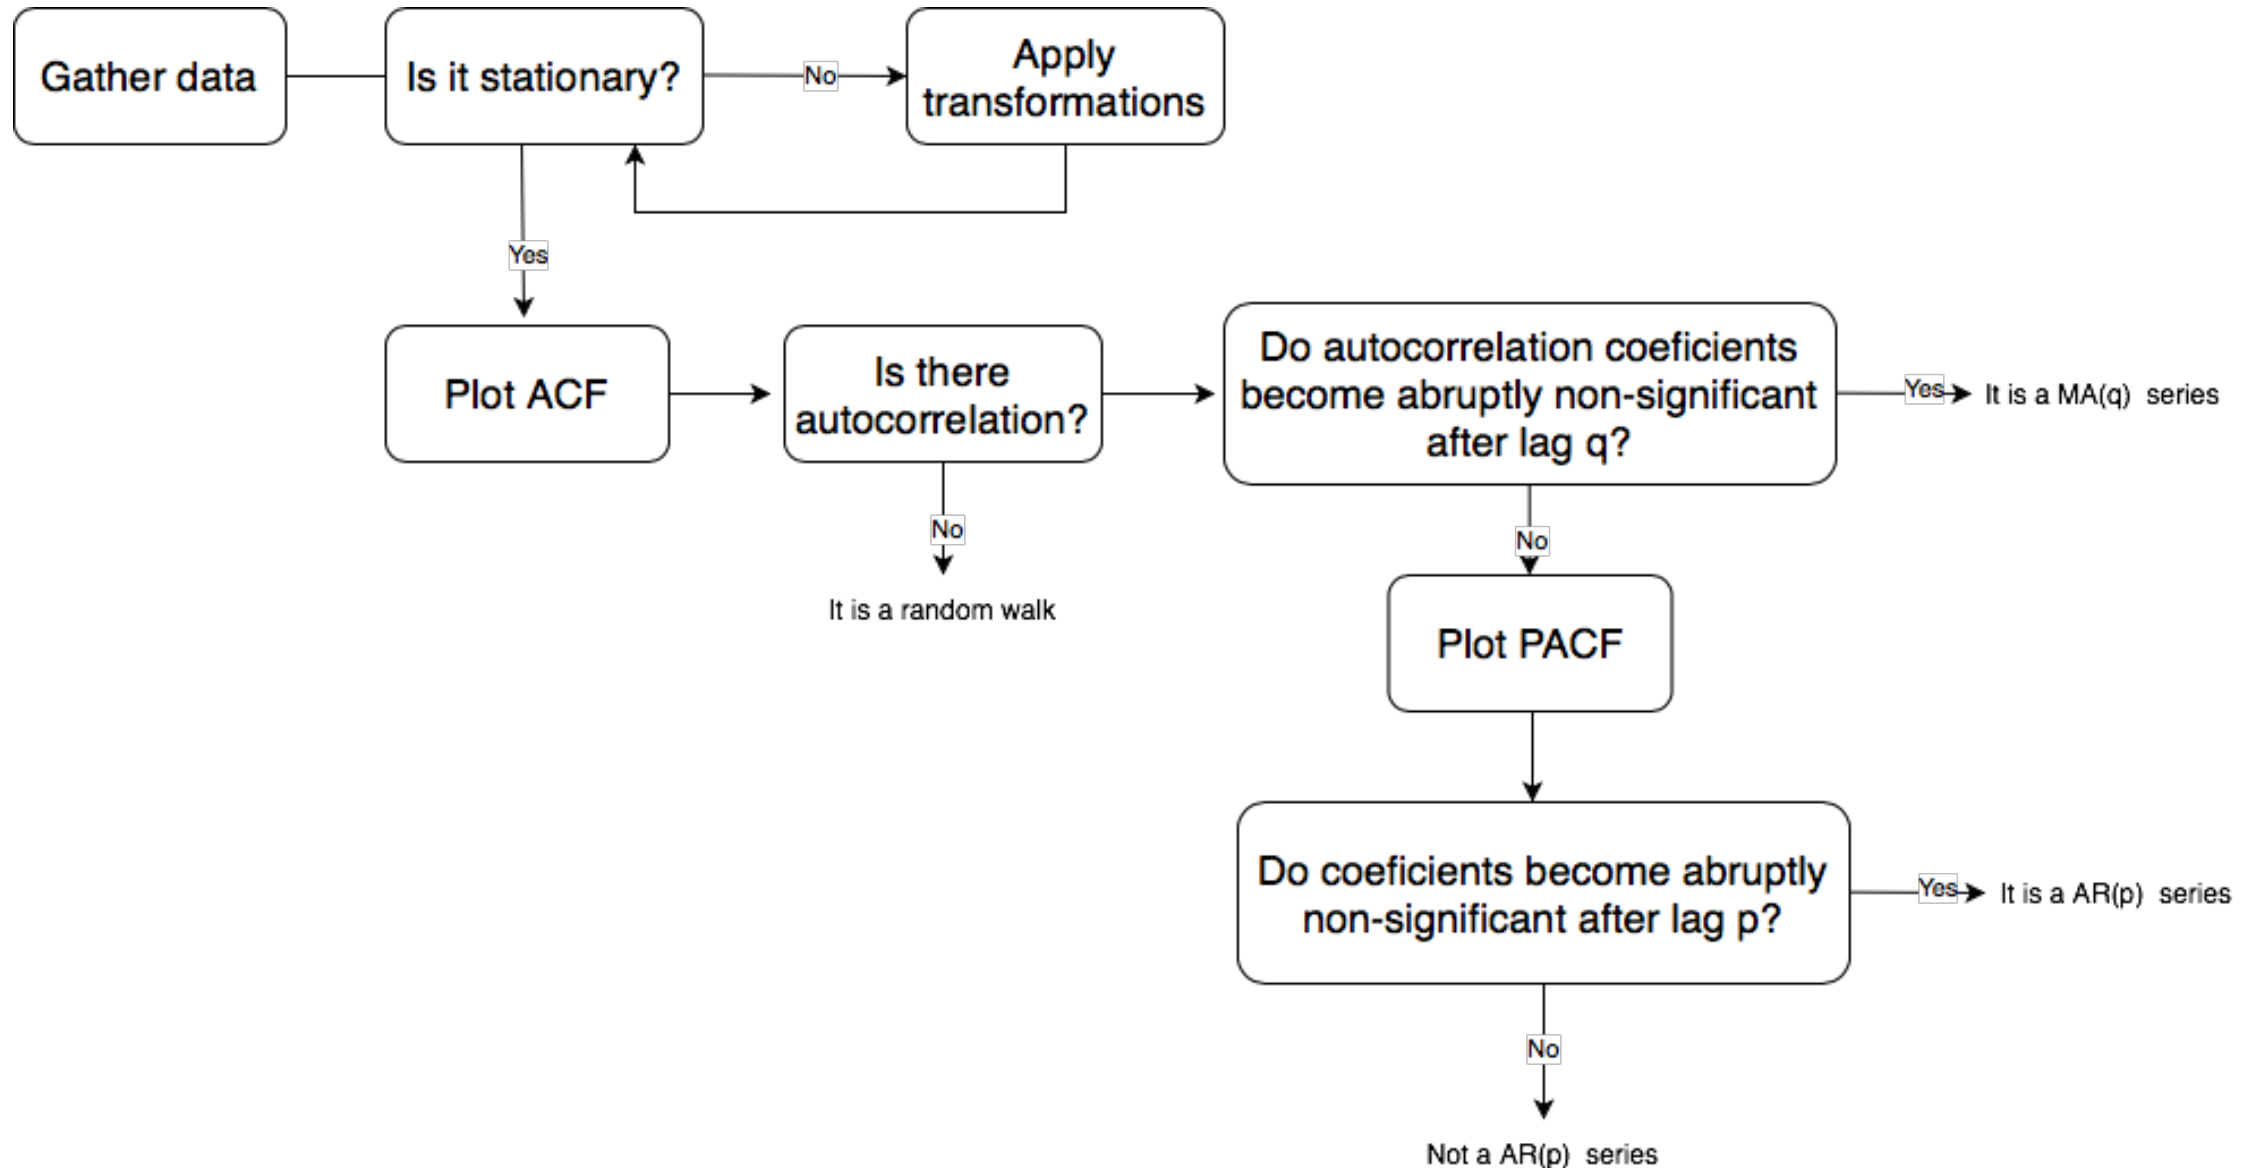 Gather data
Is it stationary?
No
Apply
transformations
Yes
Plot ACF
Is there
autocorrelation?
Do autocorrelation coeficients
become abruptly non-significant
after lag q?
Yes
It is a MA(q) series
No
It is a random walk
No
Plot PACF
Do coeficients become abruptly
non-significant after lag p?
Yes
It is a AR(p) series
No
Not a AR(p) series